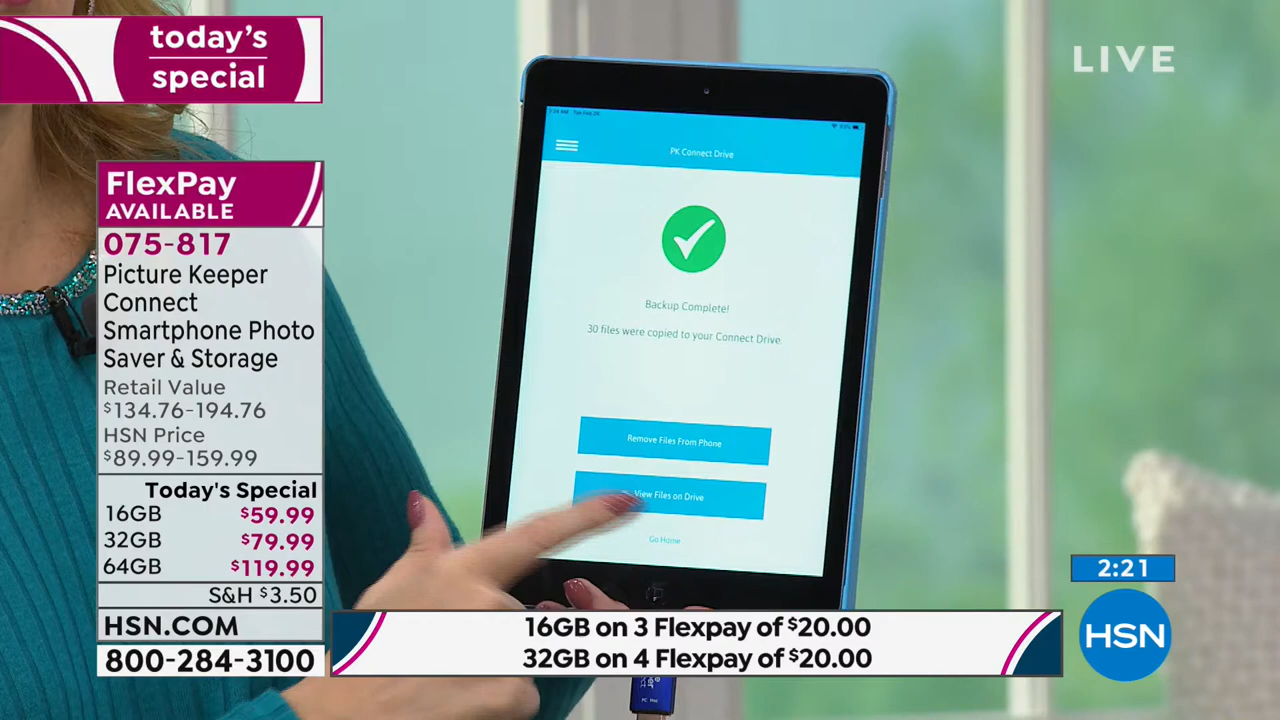 today's
special
LIVE
FlexPay
AVAILABLE
075-817
Picture Keeper
Connect
Smartphone Photo
Saver & Storage
Retail Value
$134.76-194.76
HSN Price
$89.99-159.99
Today's Special
16GB $59.99
32GB $79.99
64GB $119.99
S&H $3.50
HSN.COM
800-284-3100
PK Connect Drive
Backup Complete!
30 files were copied to your Connect Drive.
Remove Files From Phone
View Files on Drive
Go Home
16GB on 3 Flexpay of $20.00
32GB on 4 Flexpay of $20.00
2:21
HSN